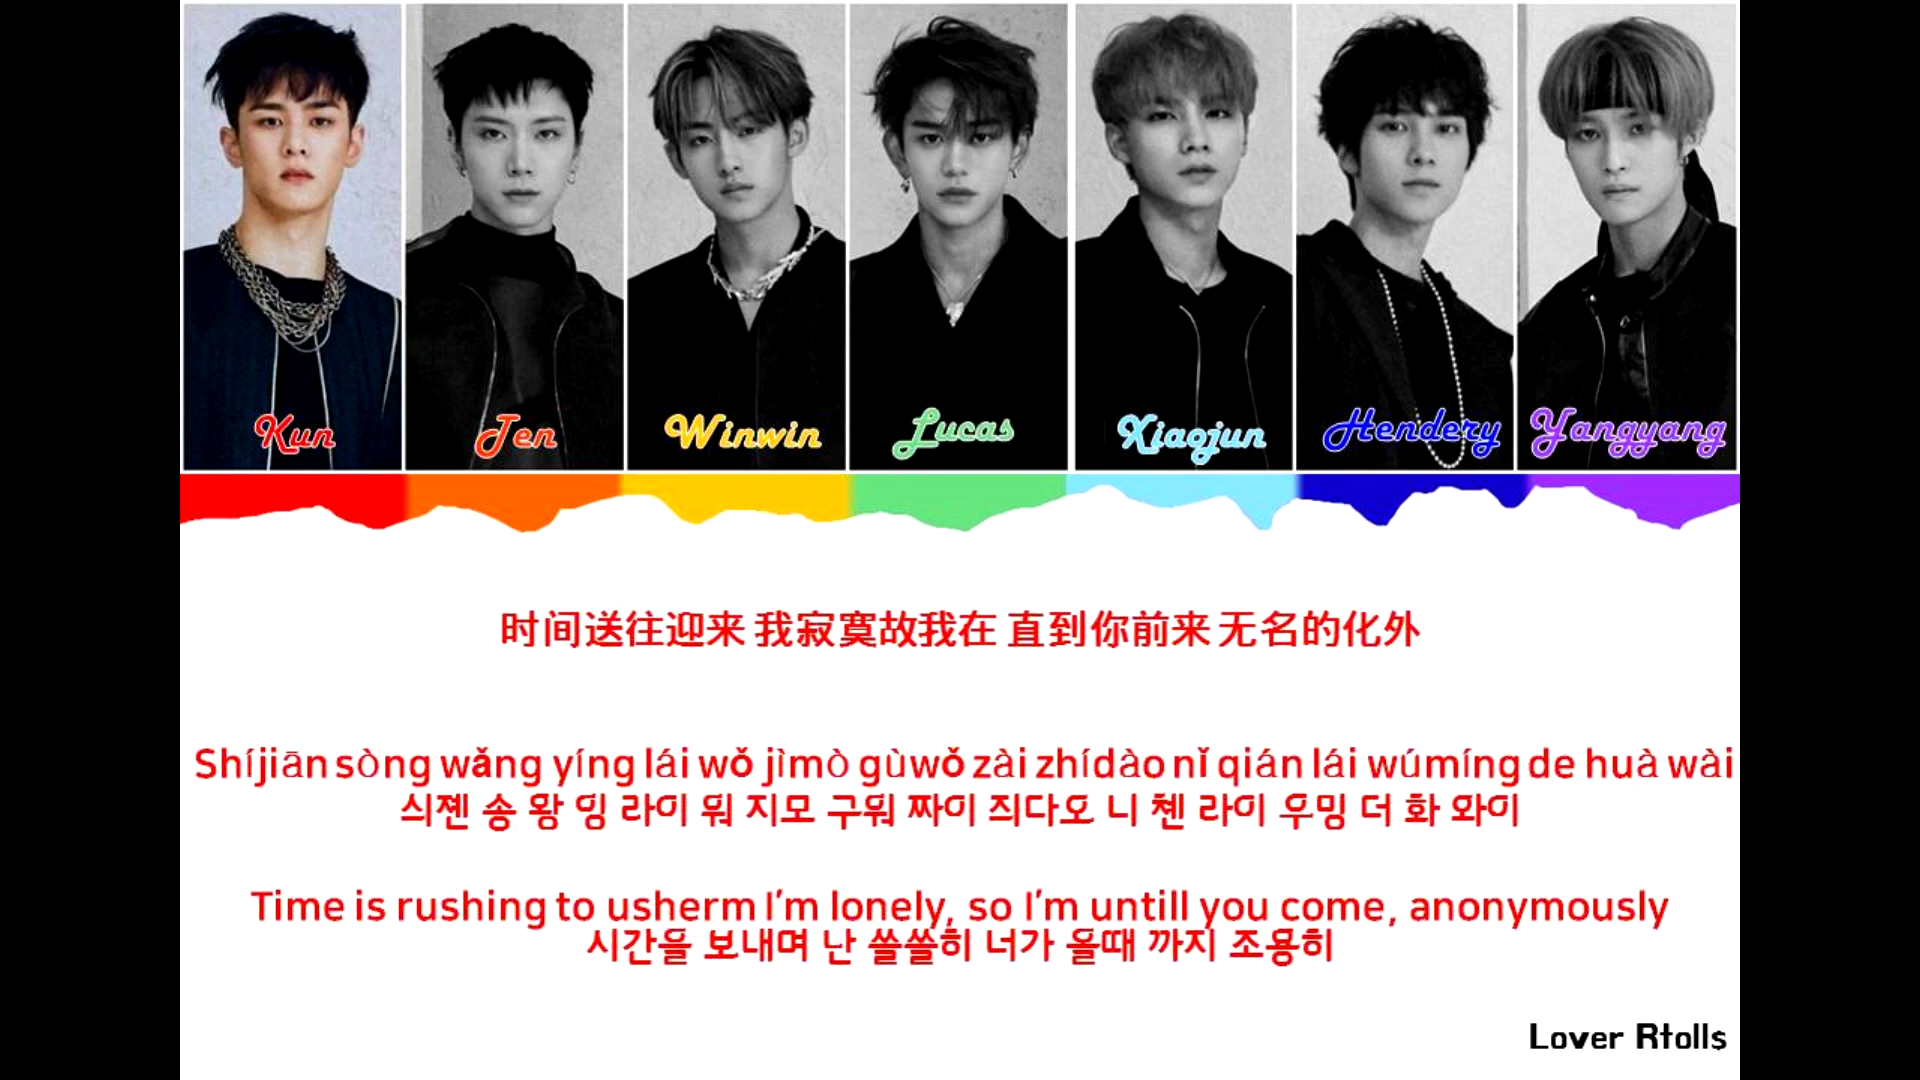 Kun
Ten
Winwin
Lucas
Xiaojun
Hendery
Yangyang
时间送往迎来 我寂寞故我在 直到你前来 无名的化外
Shíjiān sòng wǎng yíng lái wǒ jìmò gùwǒ zài zhídào nǐ qián lái wúmíng de huà wài
싀젠 송 왕 잉 라이 워 지모 구워 짜이 즤다오 니 첸 라이 우밍 더 화 와이
Time is rushing to usherm I'm lonely, so I'm untill you come, anonymously
시간을 보내며 난 쓸쓸히 너가 올때 까지 조용히
Lover Rtolls